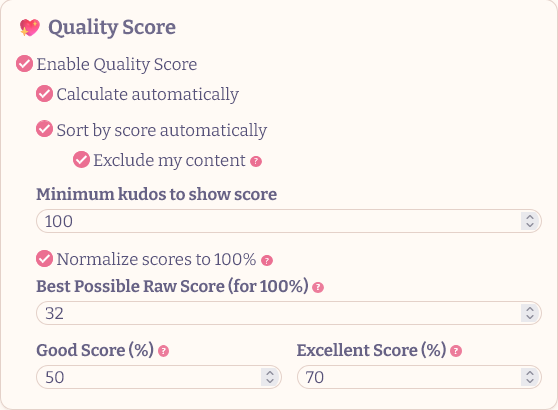 Quality Score
Enable Quality Score
Calculate automatically
Sort by score automatically
Exclude my content ?
Minimum kudos to show score
100
Normalize scores to 100% ?
Best Possible Raw Score (for 100%) ?
32
Good Score (%) ? Excellent Score (%) ?
50 70